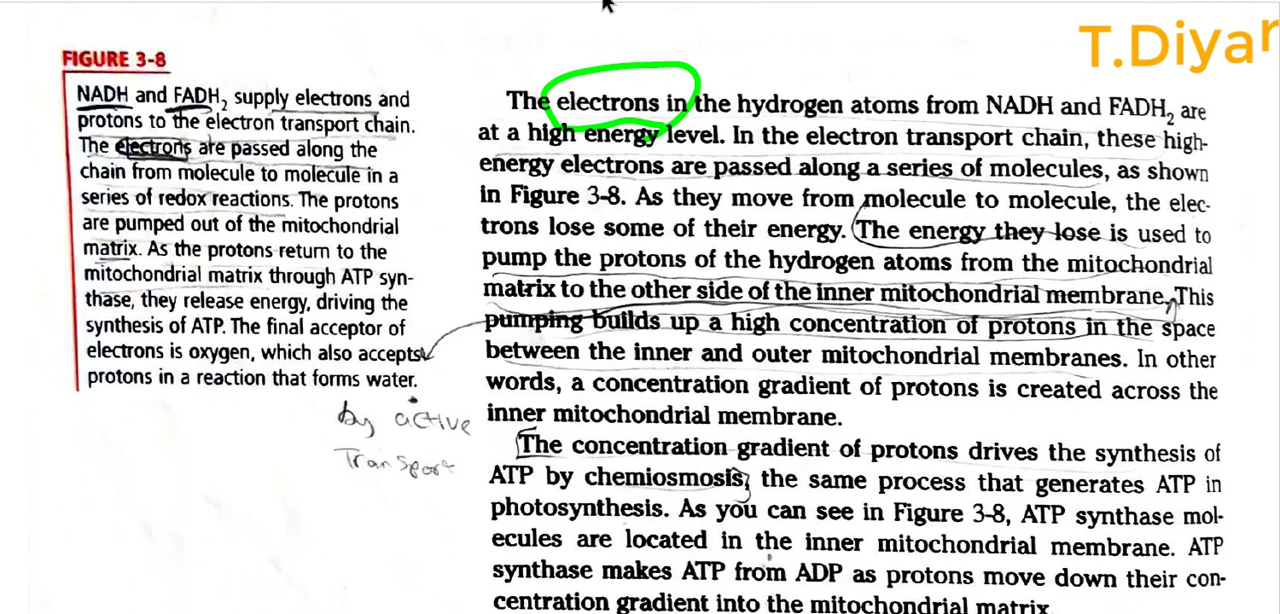 T.Diyar
FIGURE 3-8
NADH and FADH₂ supply electrons and
protons to the electron transport chain.
The electrons are passed along the
chain from molecule to molecule in a
series of redox reactions. The protons
are pumped out of the mitochondrial
matrix. As the protons return to the
mitochondrial matrix through ATP syn-
thase, they release energy, driving the
synthesis of ATP. The final acceptor of
electrons is oxygen, which also accepts
protons in a reaction that forms water.
by active
Transport
The electrons in the hydrogen atoms from NADH and FADH₂ are
at a high energy level. In the electron transport chain, these high-
energy electrons are passed along a series of molecules, as shown
in Figure 3-8. As they move from molecule to molecule, the elec-
trons lose some of their energy. The energy they lose is used to
pump the protons of the hydrogen atoms from the mitochondrial
matrix to the other side of the inner mitochondrial membrane. This
pumping builds up a high concentration of protons in the space
between the inner and outer mitochondrial membranes. In other
words, a concentration gradient of protons is created across the
inner mitochondrial membrane.
The concentration gradient of protons drives the synthesis of
ATP by chemiosmosis, the same process that generates ATP in
photosynthesis. As you can see in Figure 3-8, ATP synthase mol-
ecules are located in the inner mitochondrial membrane. ATP
synthase makes ATP from ADP as protons move down their con-
centration gradient into the mitochondrial matrix.